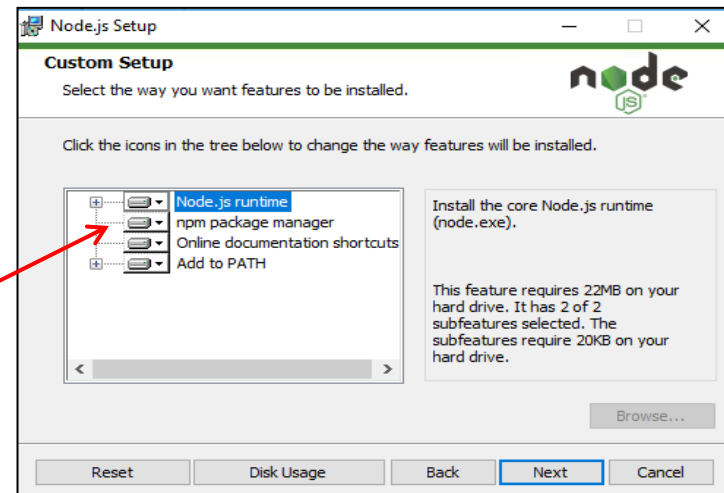 Node.js Setup
Custom Setup
Select the way you want features to be installed.
node
JS
Click the icons in the tree below to change the way features will be installed.
Node.js runtime
npm package manager
Online documentation shortcuts
Add to PATH
Install the core Node.js runtime
(node.exe).
This feature requires 22MB on your
hard drive. It has 2 of 2
subfeatures selected. The
subfeatures require 20KB on your
hard drive.
Browse...
Reset
Disk Usage
Back
Next
Cancel